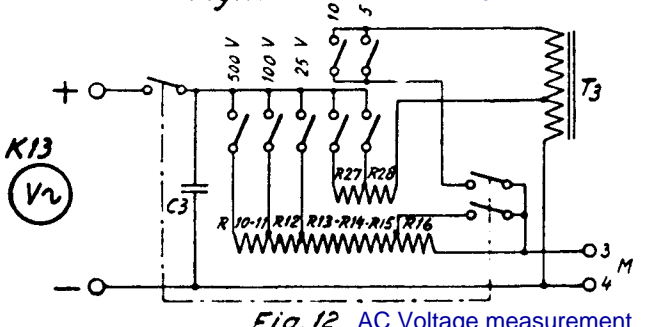 10 5
500 V 100 V 25 V
+
T3
K13
V~
R27 R28
C3
R 10-11 R12 R13-R14-R15 R16
3
M
4
−
Fig. 12 AC Voltage measurement